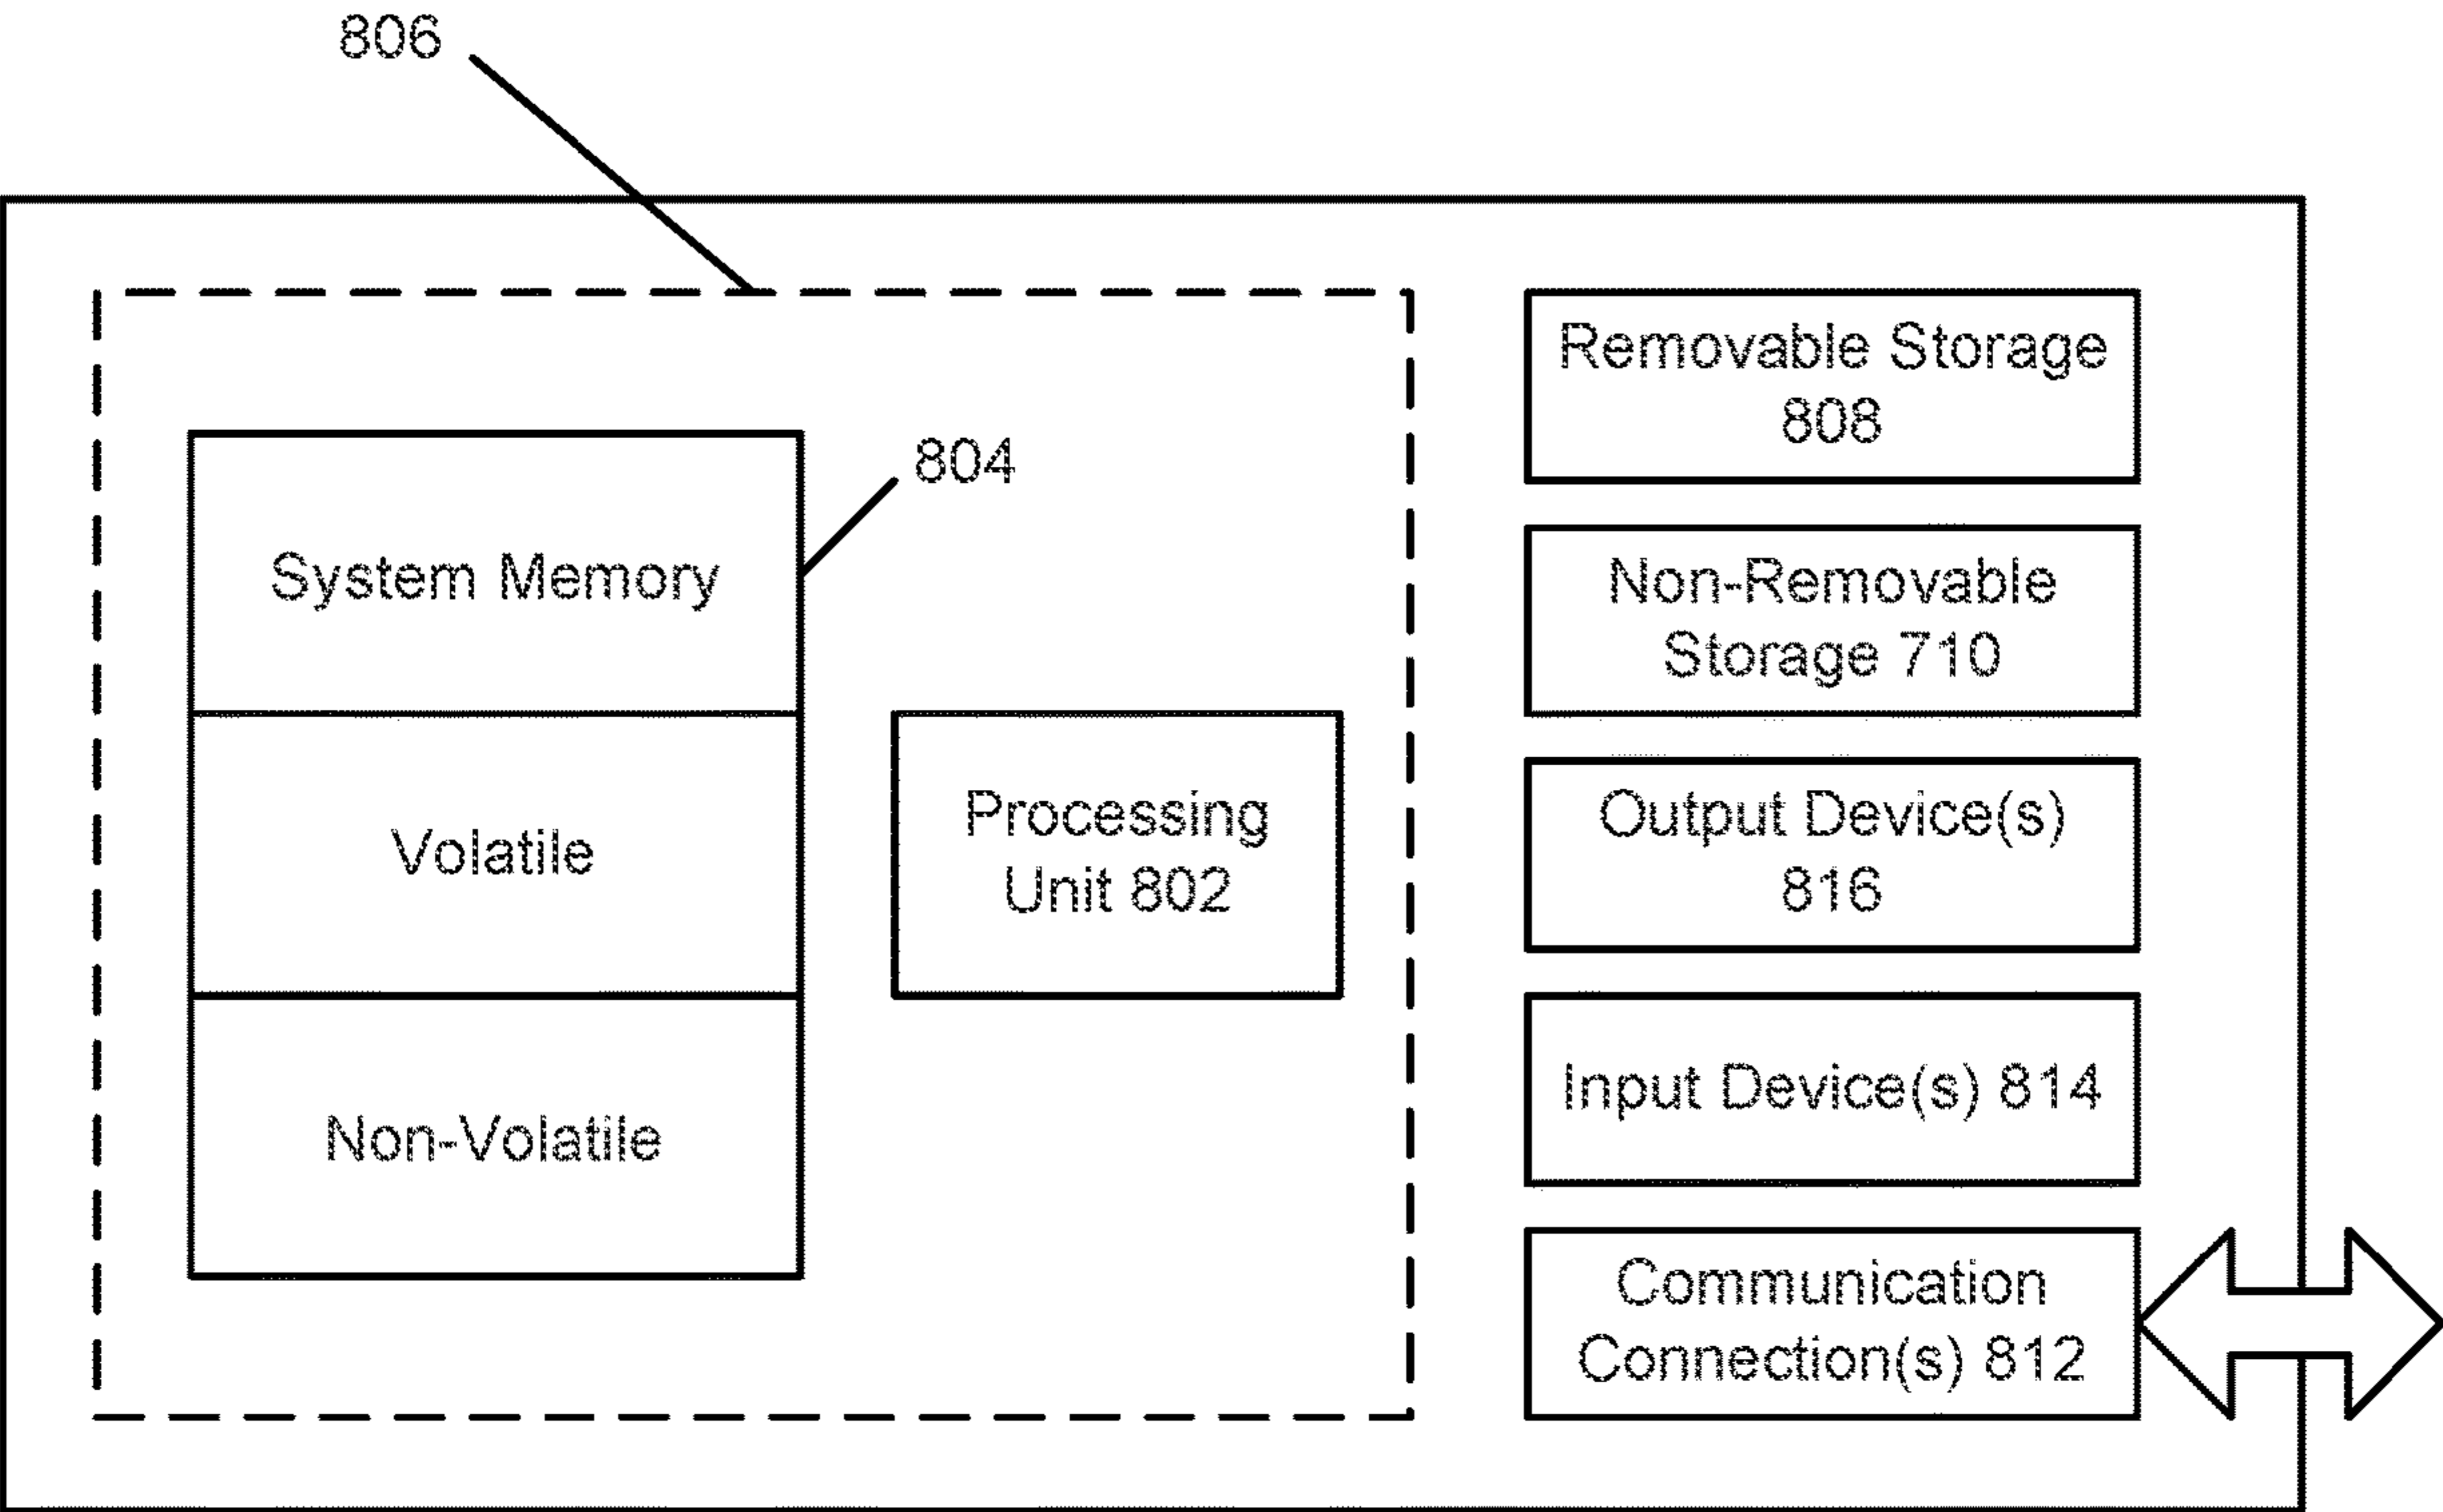 806
804
System Memory
Volatile
Non-Volatile
Processing
Unit 802
Removable Storage
808
Non-Removable
Storage 710
Output Device(s)
816
Input Device(s) 814
Communication
Connection(s) 812